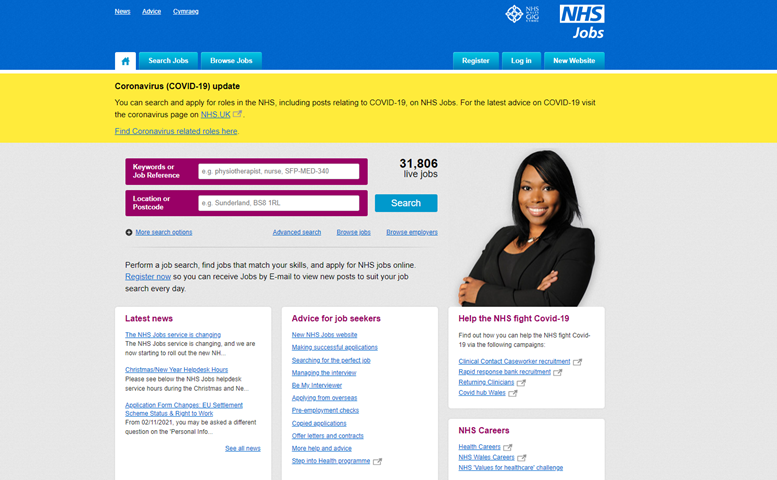 News Advice Cymraeg
NHS
WALES
GIG
CYMRU
NHS
Jobs
Search Jobs Browse Jobs Register Log in New Website
Coronavirus (COVID-19) update
You can search and apply for roles in the NHS, including posts relating to COVID-19, on NHS Jobs. For the latest advice on COVID-19 visit
the coronavirus page on NHS.UK .
Find Coronavirus related roles here.
Keywords or
Job Reference
e.g. physiotherapist, nurse, SFP-MED-340
31,806
live jobs
Location or
Postcode
e.g. Sunderland, BS8 1RL
Search
More search options Advanced search Browse jobs Browse employers
Perform a job search, find jobs that match your skills, and apply for NHS jobs online.
Register now so you can receive Jobs by E-mail to view new posts to suit your job
search every day.
Latest news
The NHS Jobs service is changing
The NHS Jobs service is changing, and we are
now starting to roll out the new NH...
Christmas/New Year Helpdesk Hours
Please see below the NHS Jobs helpdesk
service hours during the Christmas and Ne...
Application Form Changes: EU Settlement
Scheme Status & Right to Work
From 02/11/2021, you may be asked a different
question on the 'Personal Info...
See all news
Advice for job seekers
New NHS Jobs website
Making successful applications
Searching for the perfect job
Managing the interview
Be My Interviewer
Applying from overseas
Pre-employment checks
Copied applications
Offer letters and contracts
More help and advice
Step into Health programme
Help the NHS fight Covid-19
Find out how you can help the NHS fight Covid-
19 via the following campaigns:
Clinical Contact Caseworker recruitment
Rapid response bank recruitment
Returning Clinicians
Covid hub Wales
NHS Careers
Health Careers
NHS Wales Careers
NHS 'Values for healthcare' challenge